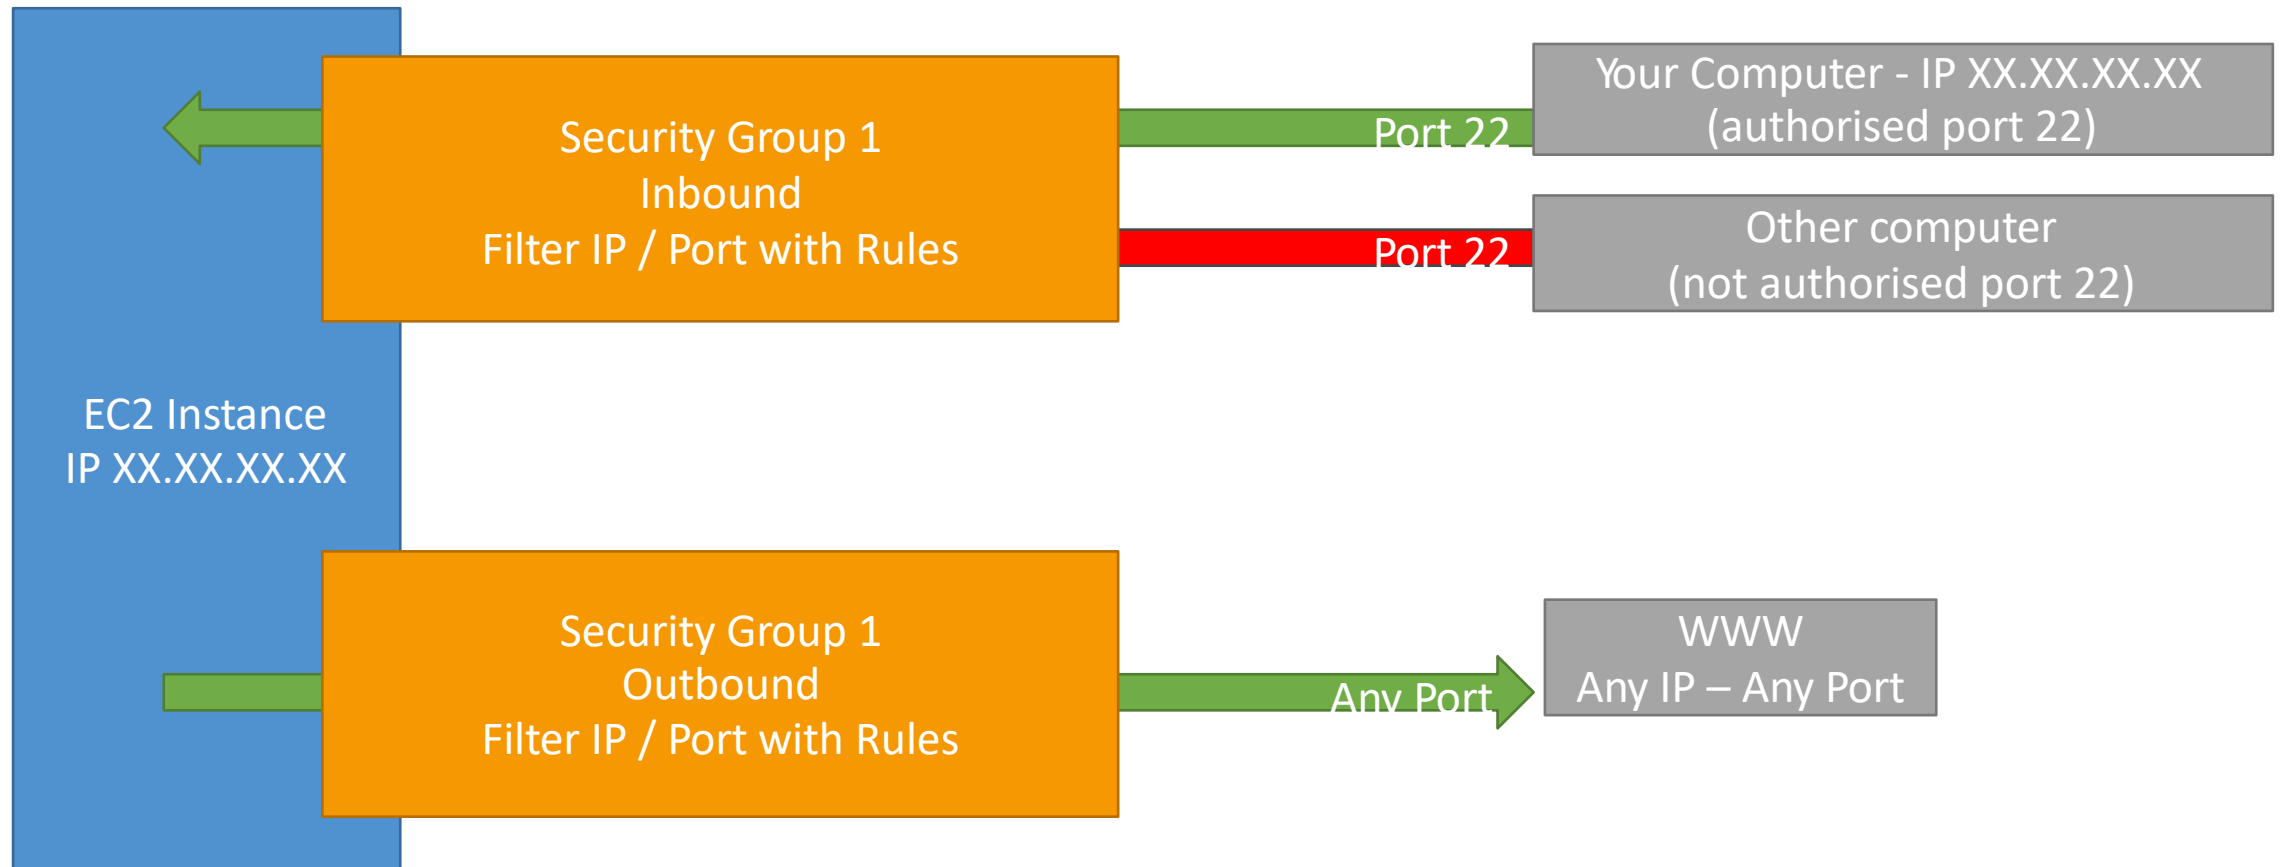 Security Group 1
Inbound
Filter IP / Port with Rules
Port 22
Your Computer - IP XX.XX.XX.XX
(authorised port 22)
Port 22
Other computer
(not authorised port 22)
EC2 Instance
IP XX.XX.XX.XX
Security Group 1
Outbound
Filter IP / Port with Rules
Any Port
WWW
Any IP – Any Port